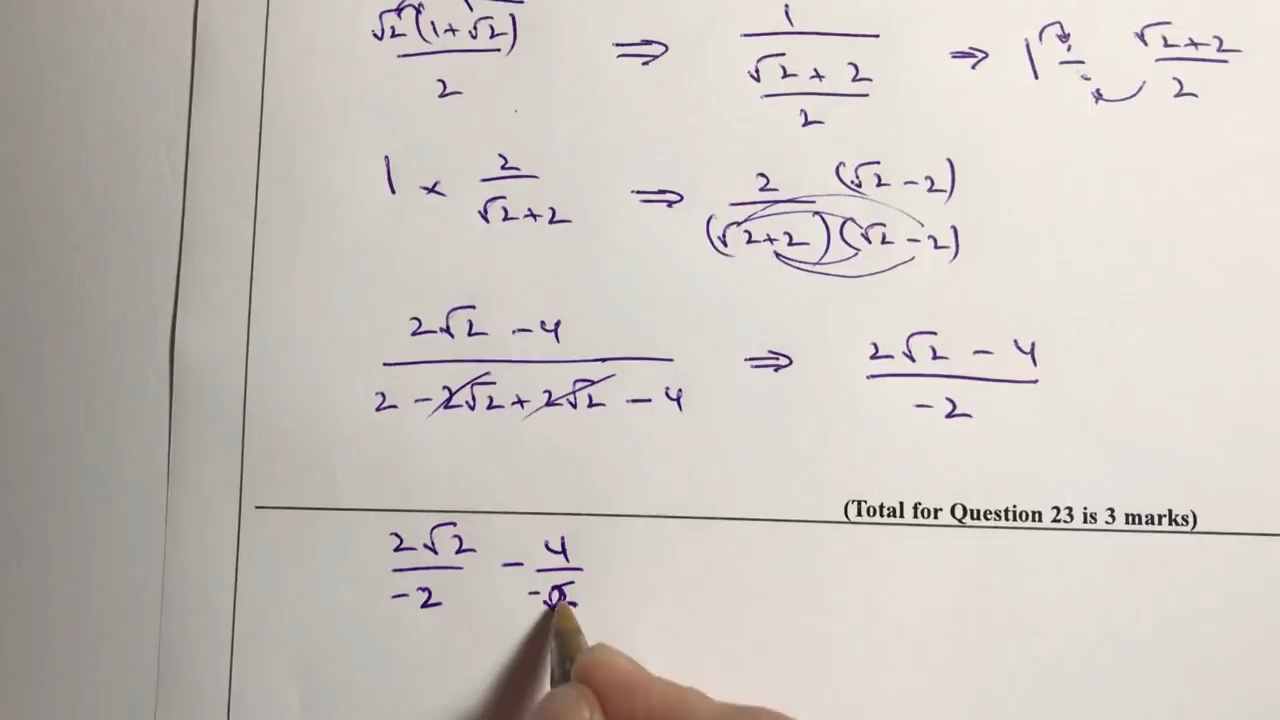 √2(1+√2)/2 ⇒ 1/((√2+2)/2) ⇒ 1 ÷ (√2+2)/2
1 × 2/(√2+2) ⇒ 2(√2-2)/((√2+2)(√2-2))
(2√2-4)/(2-2√2+2√2-4) ⇒ (2√2-4)/-2
(Total for Question 23 is 3 marks)
2√2/-2 - 4/-